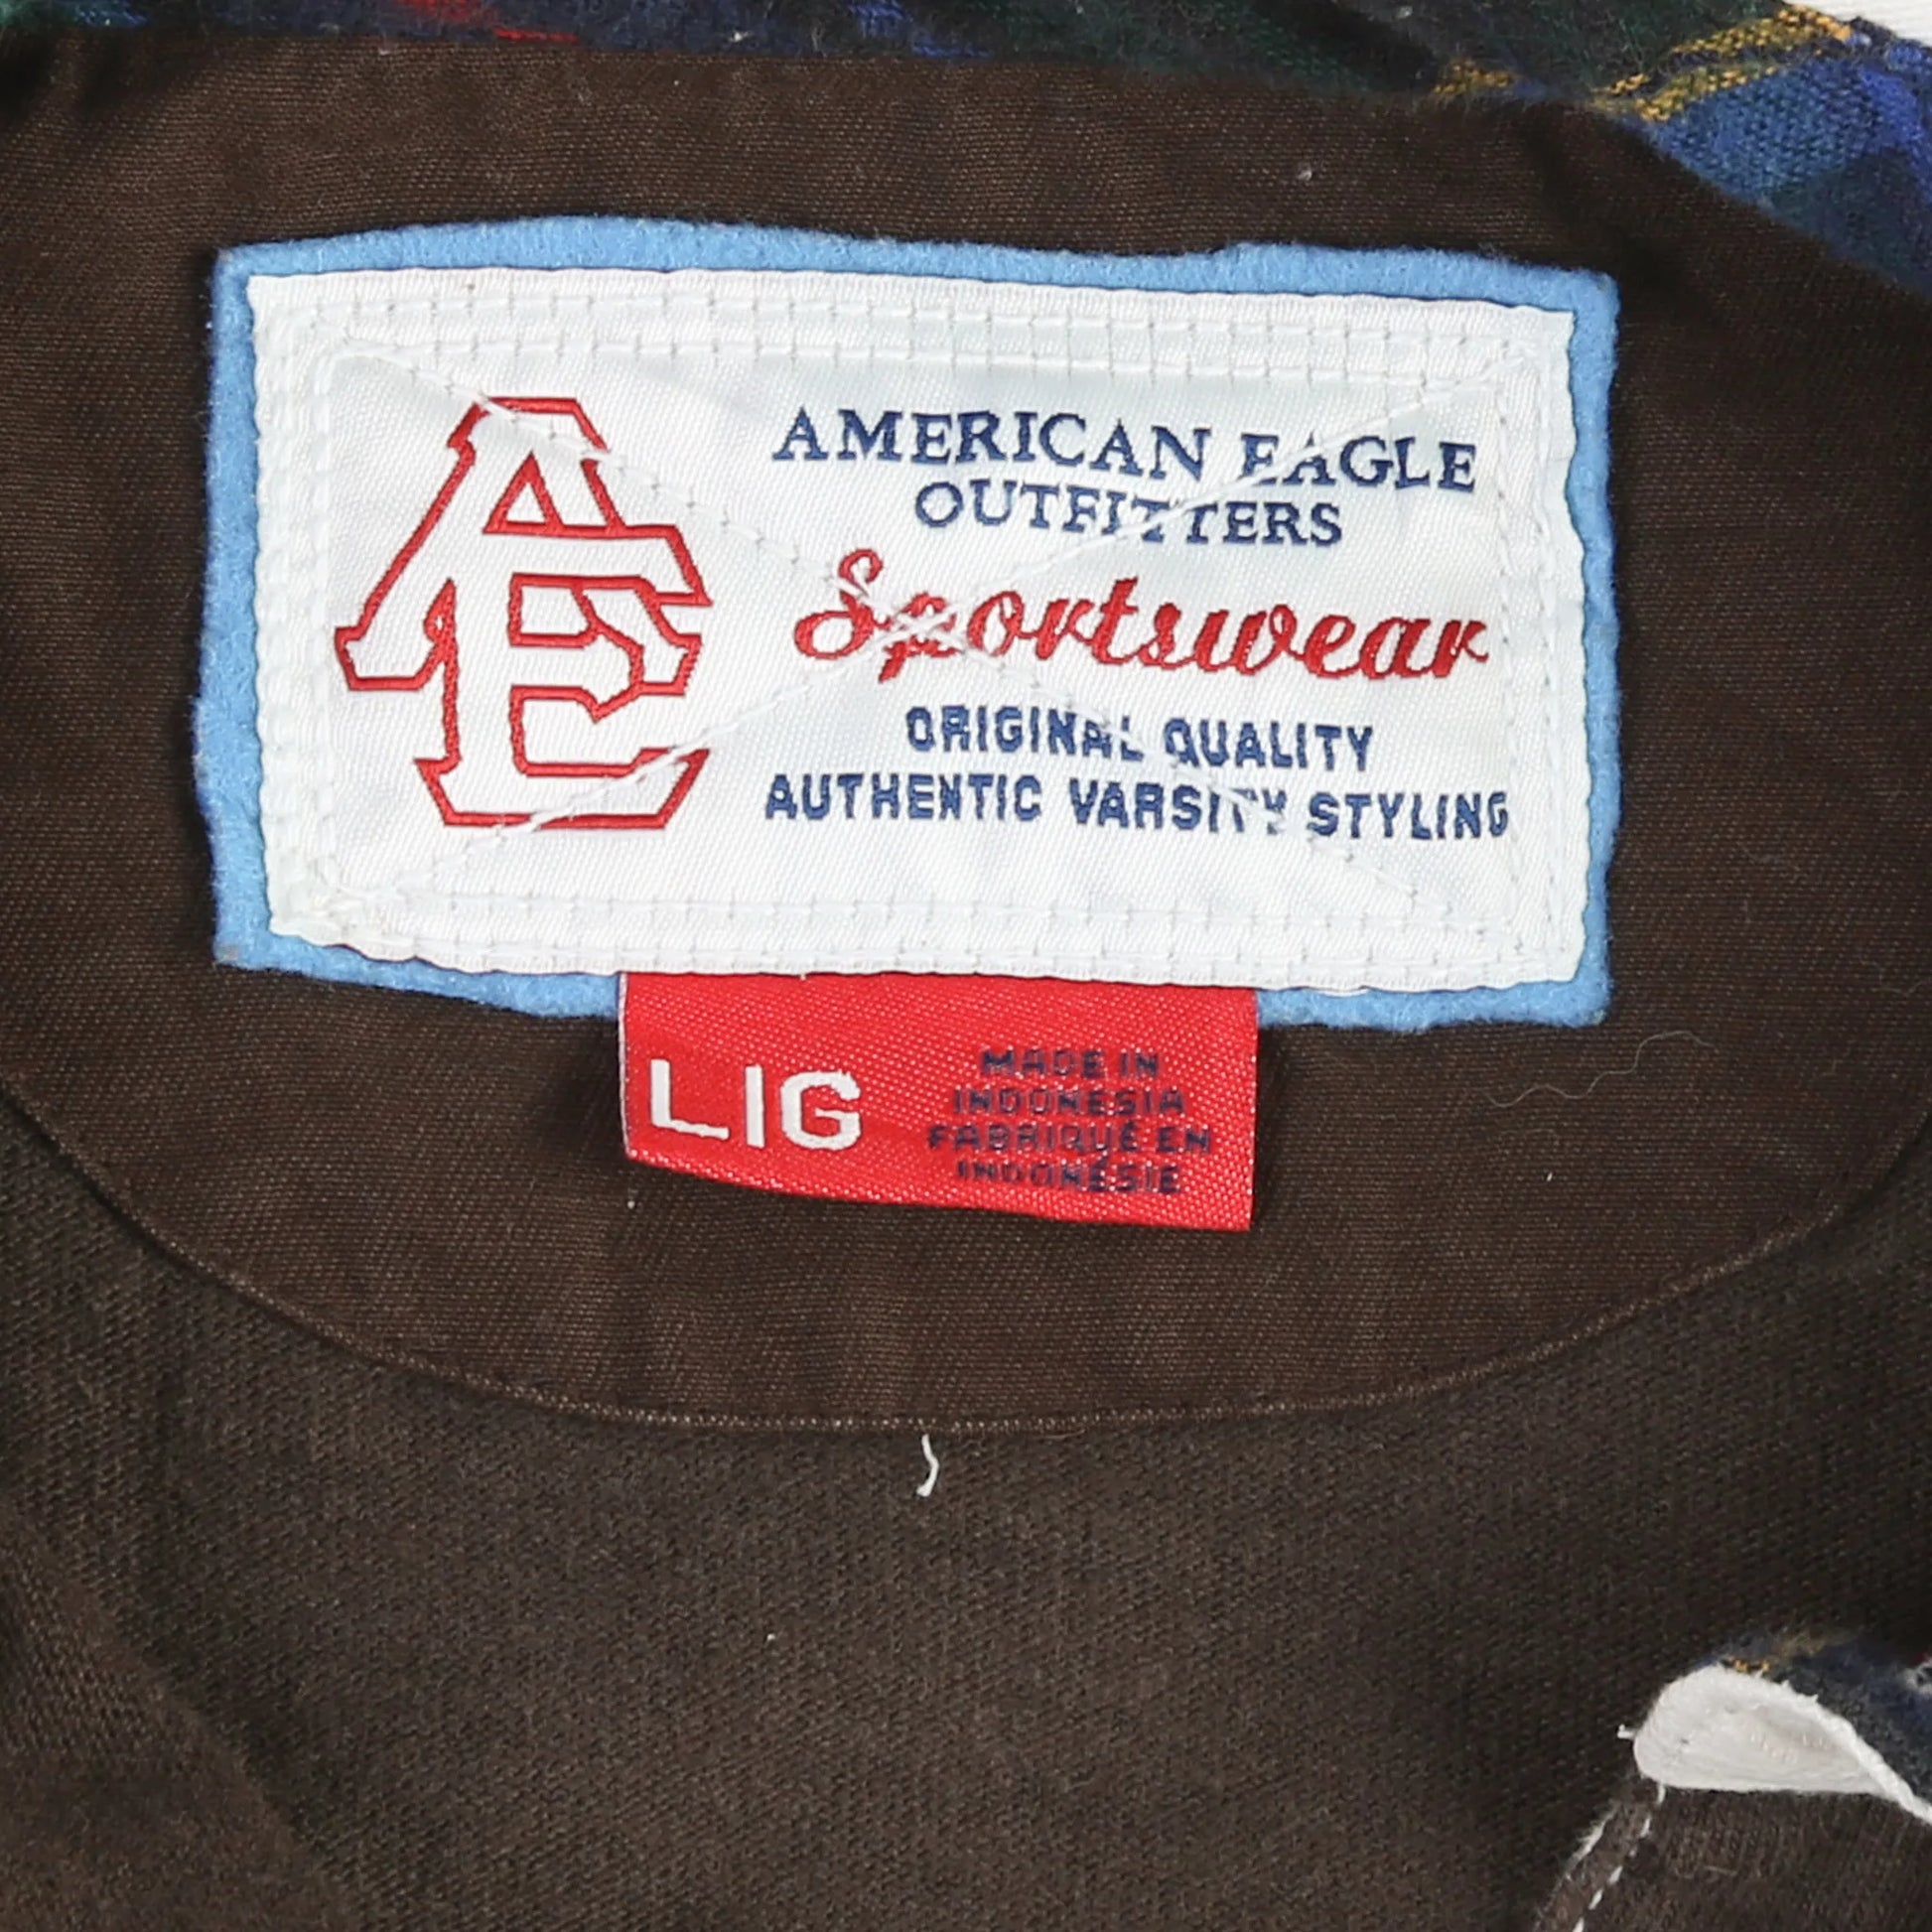 AE
AMERICAN EAGLE
OUTFITTERS
Sportswear
ORIGINAL QUALITY
AUTHENTIC VARSITY STYLING
L|G
MADE IN
INDONESIA
FABRIQUÉ EN
INDONÉSIE